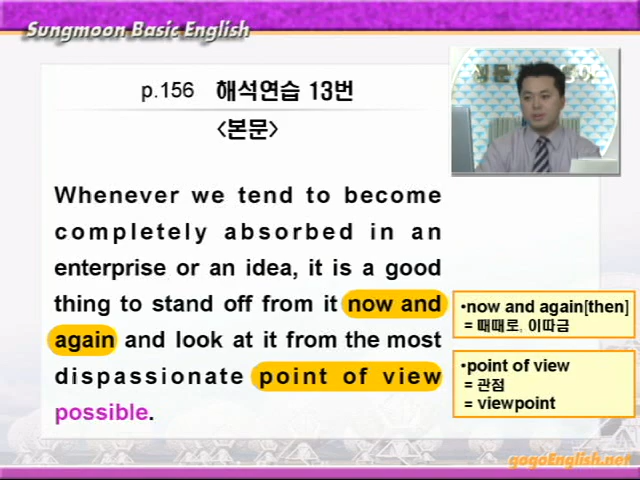 Sungmoon Basic English
p.156 해석연습 13번
<본문>
Whenever we tend to become
completely absorbed in an
enterprise or an idea, it is a good
thing to stand off from it now and
again and look at it from the most
dispassionate point of view
possible.
•now and again[then]
= 때때로, 이따금
•point of view
= 관점
= viewpoint
gogoEnglish.net